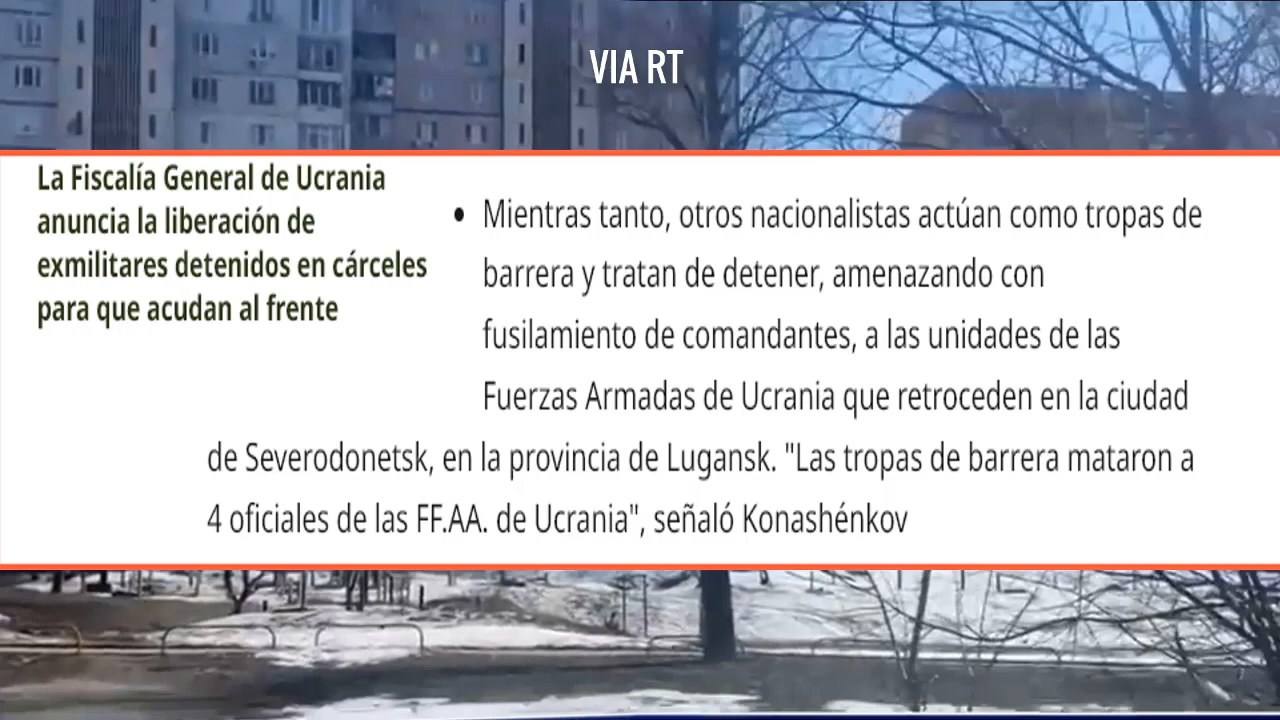 VIA RT
La Fiscalía General de Ucrania
anuncia la liberación de
exmilitares detenidos en cárceles
para que acudan al frente
• Mientras tanto, otros nacionalistas actúan como tropas de
barrera y tratan de detener, amenazando con
fusilamiento de comandantes, a las unidades de las
Fuerzas Armadas de Ucrania que retroceden en la ciudad
de Severodonetsk, en la provincia de Lugansk. "Las tropas de barrera mataron a
4 oficiales de las FF.AA. de Ucrania", señaló Konashénkov